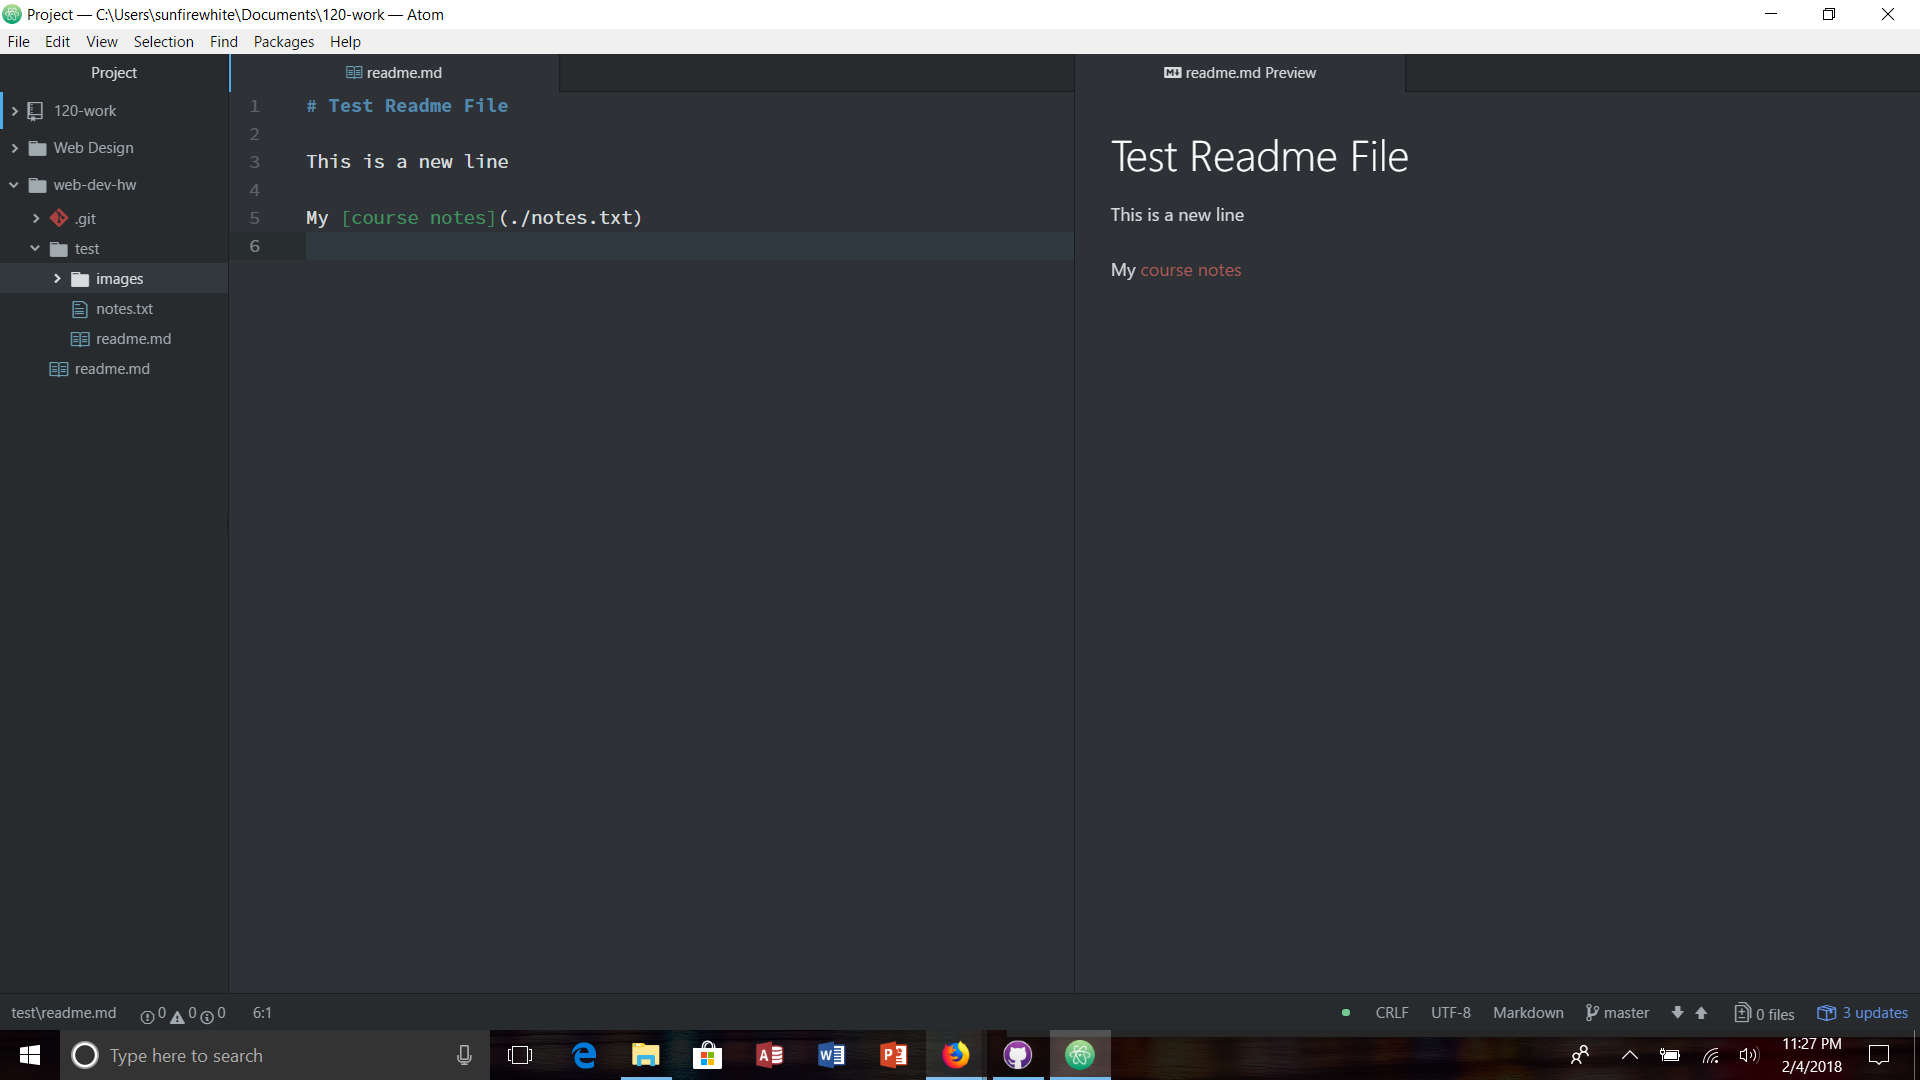 Project — C:\Users\sunfirewhite\Documents\120-work — Atom
File Edit View Selection Find Packages Help
Project
120-work
Web Design
web-dev-hw
.git
test
images
notes.txt
readme.md
readme.md
readme.md
1 # Test Readme File
2
3 This is a new line
4
5 My [course notes](./notes.txt)
6
readme.md Preview
Test Readme File
This is a new line
My course notes
test\readme.md 0 0 0 6:1
CRLF UTF-8 Markdown master 0 files 3 updates
Type here to search
11:27 PM
2/4/2018